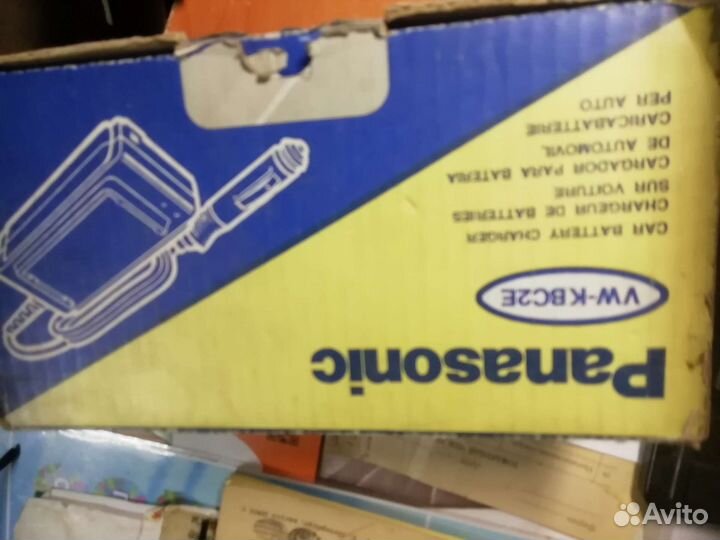 Panasonic
VW-KBC2E
CAR BATTERY CHARGER
CHARGEUR DE BATTERIES
SUR VOITURE
CARGADOR PARA BATERIA
DE AUTOMOVIL
CARICABATTERIE
PER AUTO
Avito